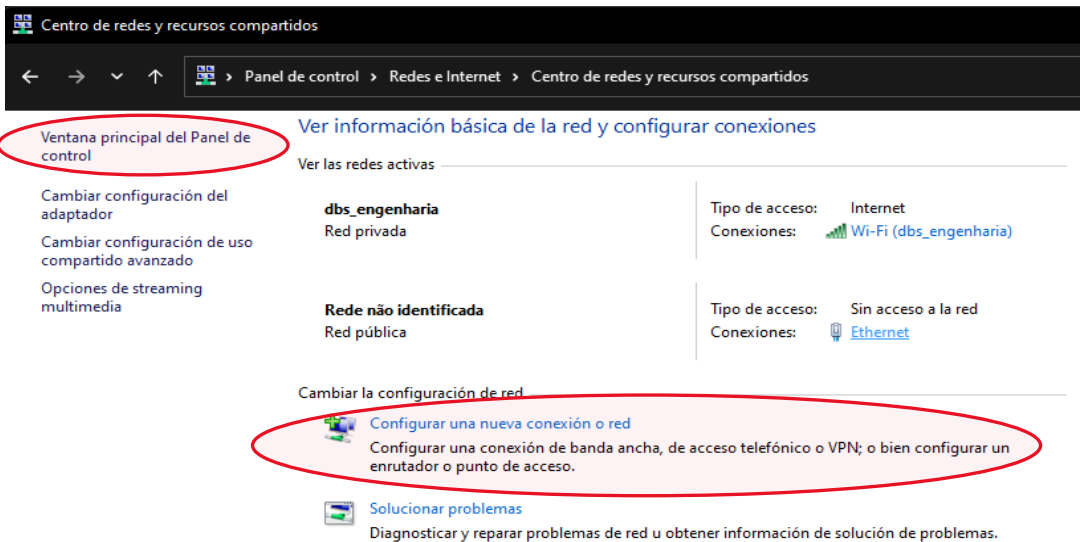 Centro de redes y recursos compartidos
Panel de control > Redes e Internet > Centro de redes y recursos compartidos
Ventana principal del Panel de
control
Cambiar configuración del
adaptador
Cambiar configuración de uso
compartido avanzado
Opciones de streaming
multimedia
Ver información básica de la red y configurar conexiones
Ver las redes activas
dbs_engenharia
Red privada
Tipo de acceso: Internet
Conexiones: Wi-Fi (dbs_engenharia)
Rede não identificada
Red pública
Tipo de acceso: Sin acceso a la red
Conexiones: Ethernet
Cambiar la configuración de red
Configurar una nueva conexión o red
Configurar una conexión de banda ancha, de acceso telefónico o VPN; o bien configurar un
enrutador o punto de acceso.
Solucionar problemas
Diagnosticar y reparar problemas de red u obtener información de solución de problemas.